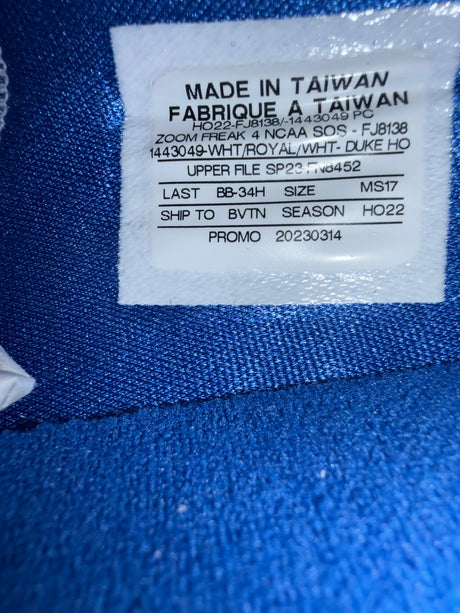 MADE IN TAIWAN
FABRIQUE A TAIWAN
HO22-FJ8138/-1443049 PC
ZOOM FREAK 4 NCAA SOS - FJ8138
1443049-WHT/ROYAL/WHT- DUKE HO
UPPER FILE SP23 FN8452
LAST BB-34H SIZE MS17
SHIP TO BVTN SEASON HO22
PROMO 20230314